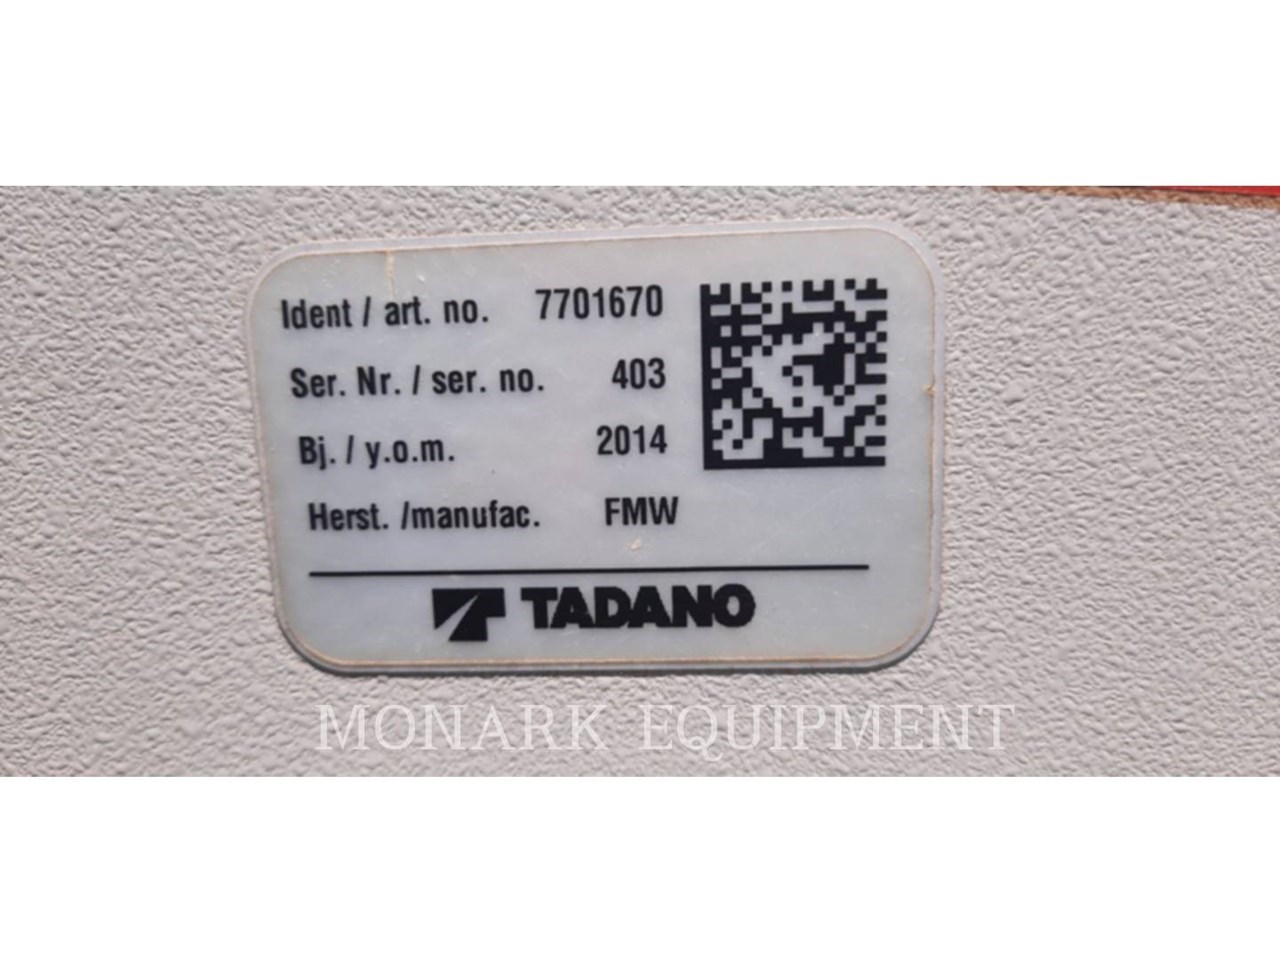 Ident / art. no. 7701670
Ser. Nr. / ser. no. 403
Bj. / y.o.m. 2014
Herst. /manufac. FMW
TADANO
MONARK EQUIPMENT